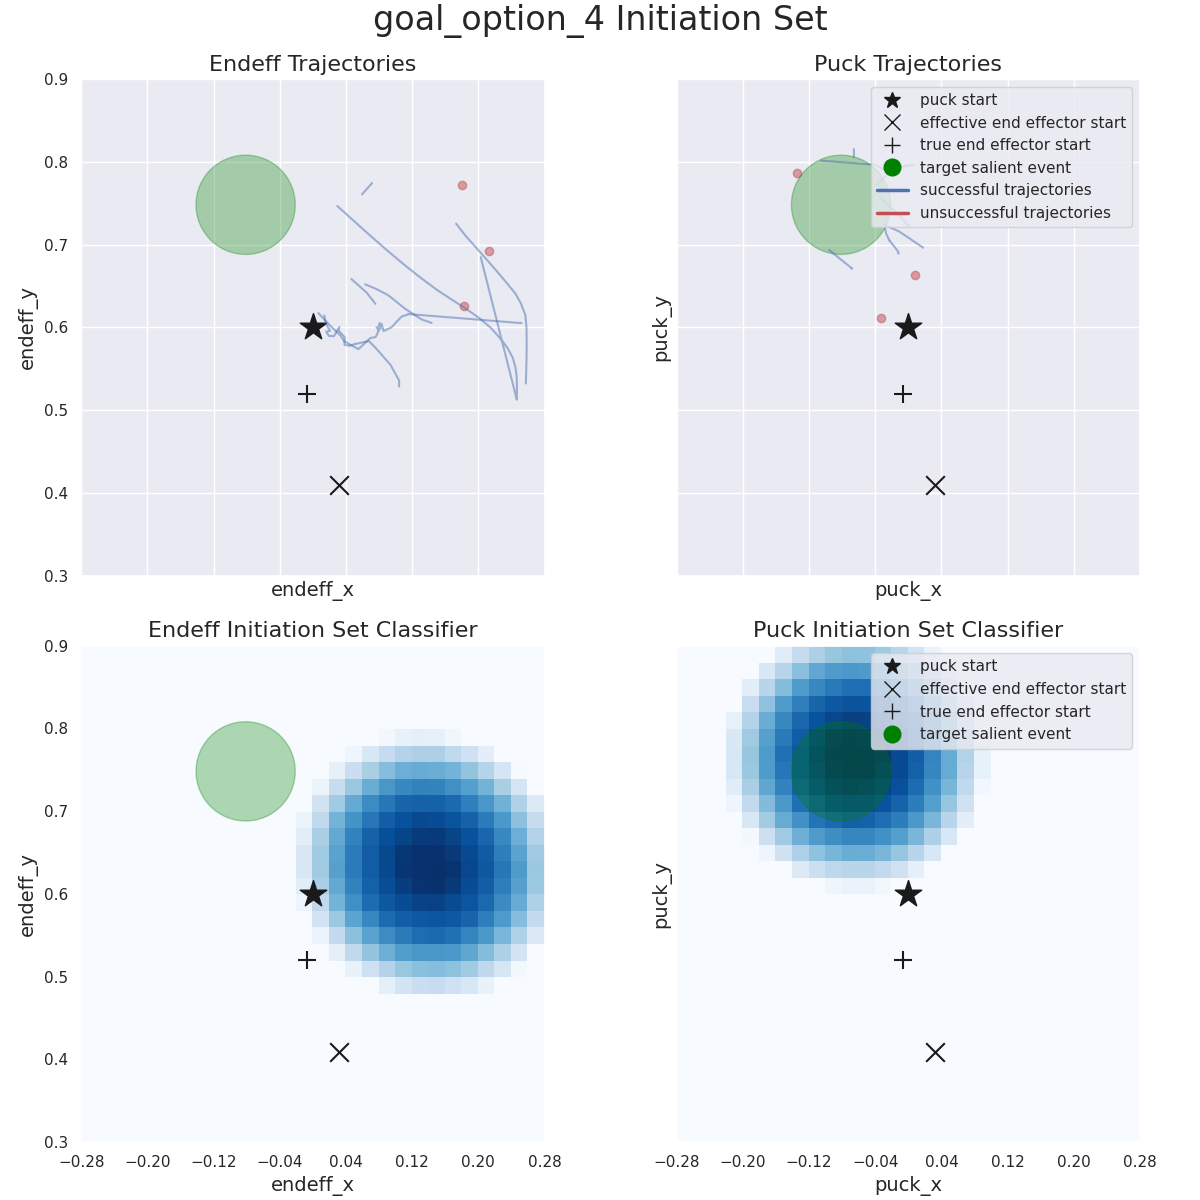 goal_option_4 Initiation Set
Endeff Trajectories
0.9
0.8
0.7
0.6
0.5
0.4
0.3
endeff_y
endeff_x
Puck Trajectories
puck start
effective end effector start
true end effector start
target salient event
successful trajectories
unsuccessful trajectories
puck_y
puck_x
Endeff Initiation Set Classifier
0.9
0.8
0.7
0.6
0.5
0.4
0.3
endeff_y
−0.28 −0.20 −0.12 −0.04 0.04 0.12 0.20 0.28
endeff_x
Puck Initiation Set Classifier
puck start
effective end effector start
true end effector start
target salient event
puck_y
−0.28 −0.20 −0.12 −0.04 0.04 0.12 0.20 0.28
puck_x